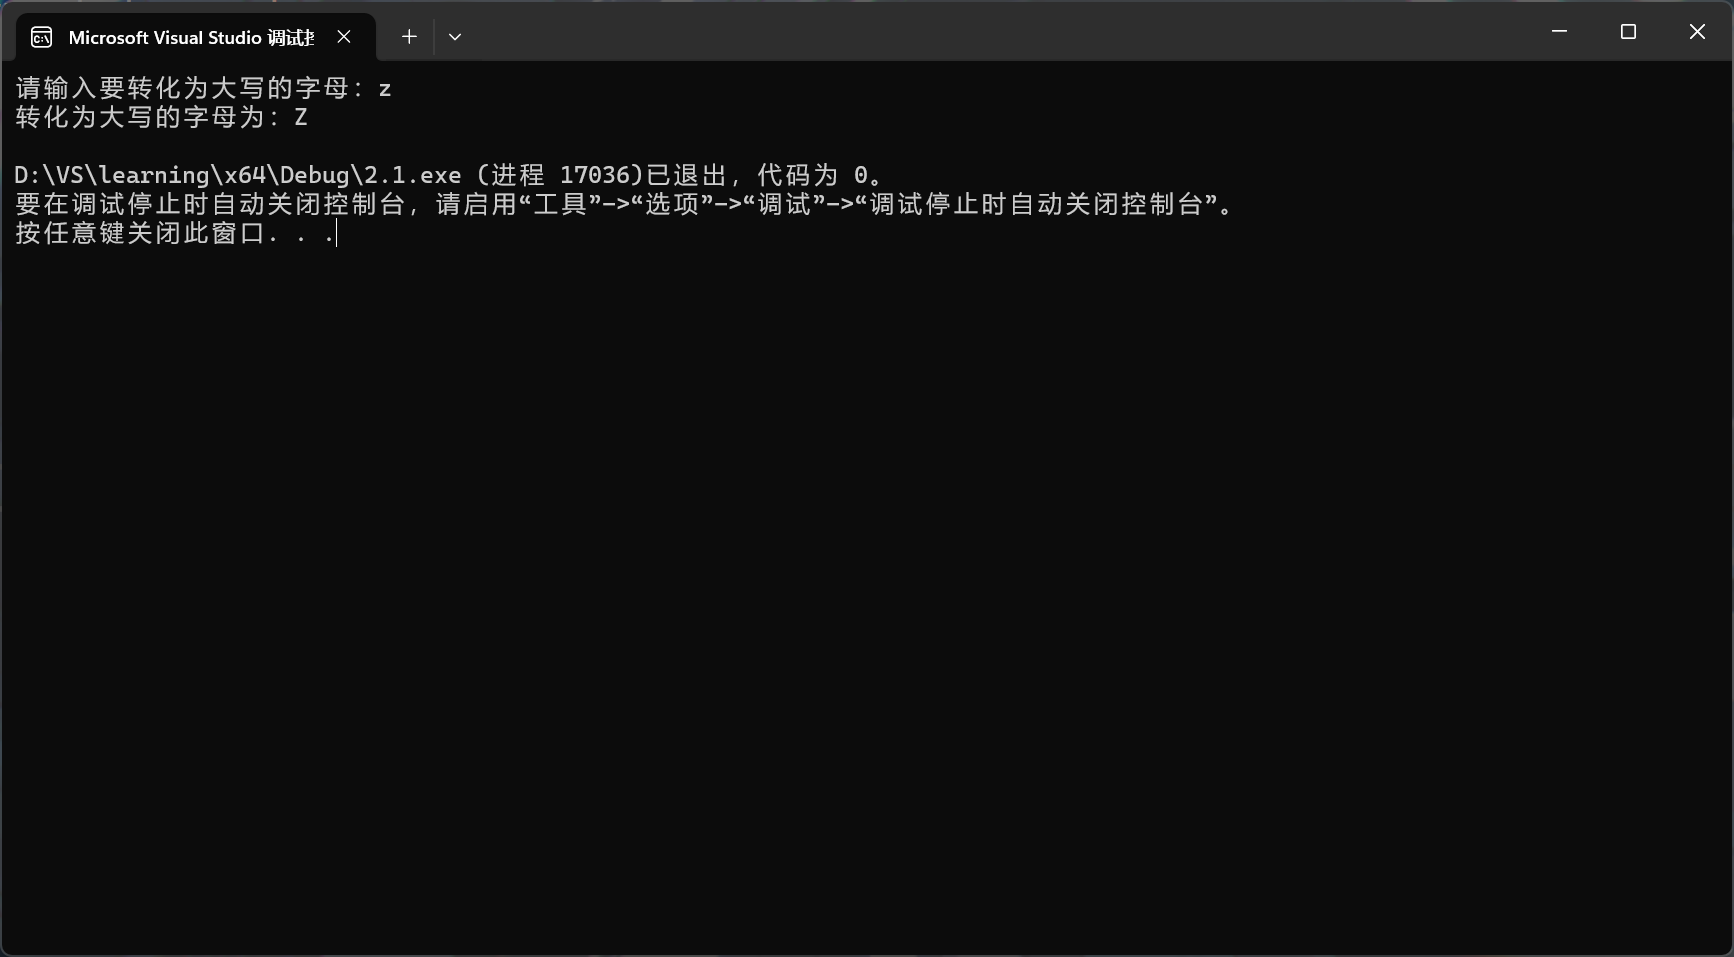 Microsoft Visual Studio 调试
请输入要转化为大写的字母：z
转化为大写的字母为：Z
D:\VS\learning\x64\Debug\2.1.exe (进程 17036)已退出，代码为 0。
要在调试停止时自动关闭控制台，请启用“工具”->“选项”->“调试”->“调试停止时自动关闭控制台”。
按任意键关闭此窗口. . .